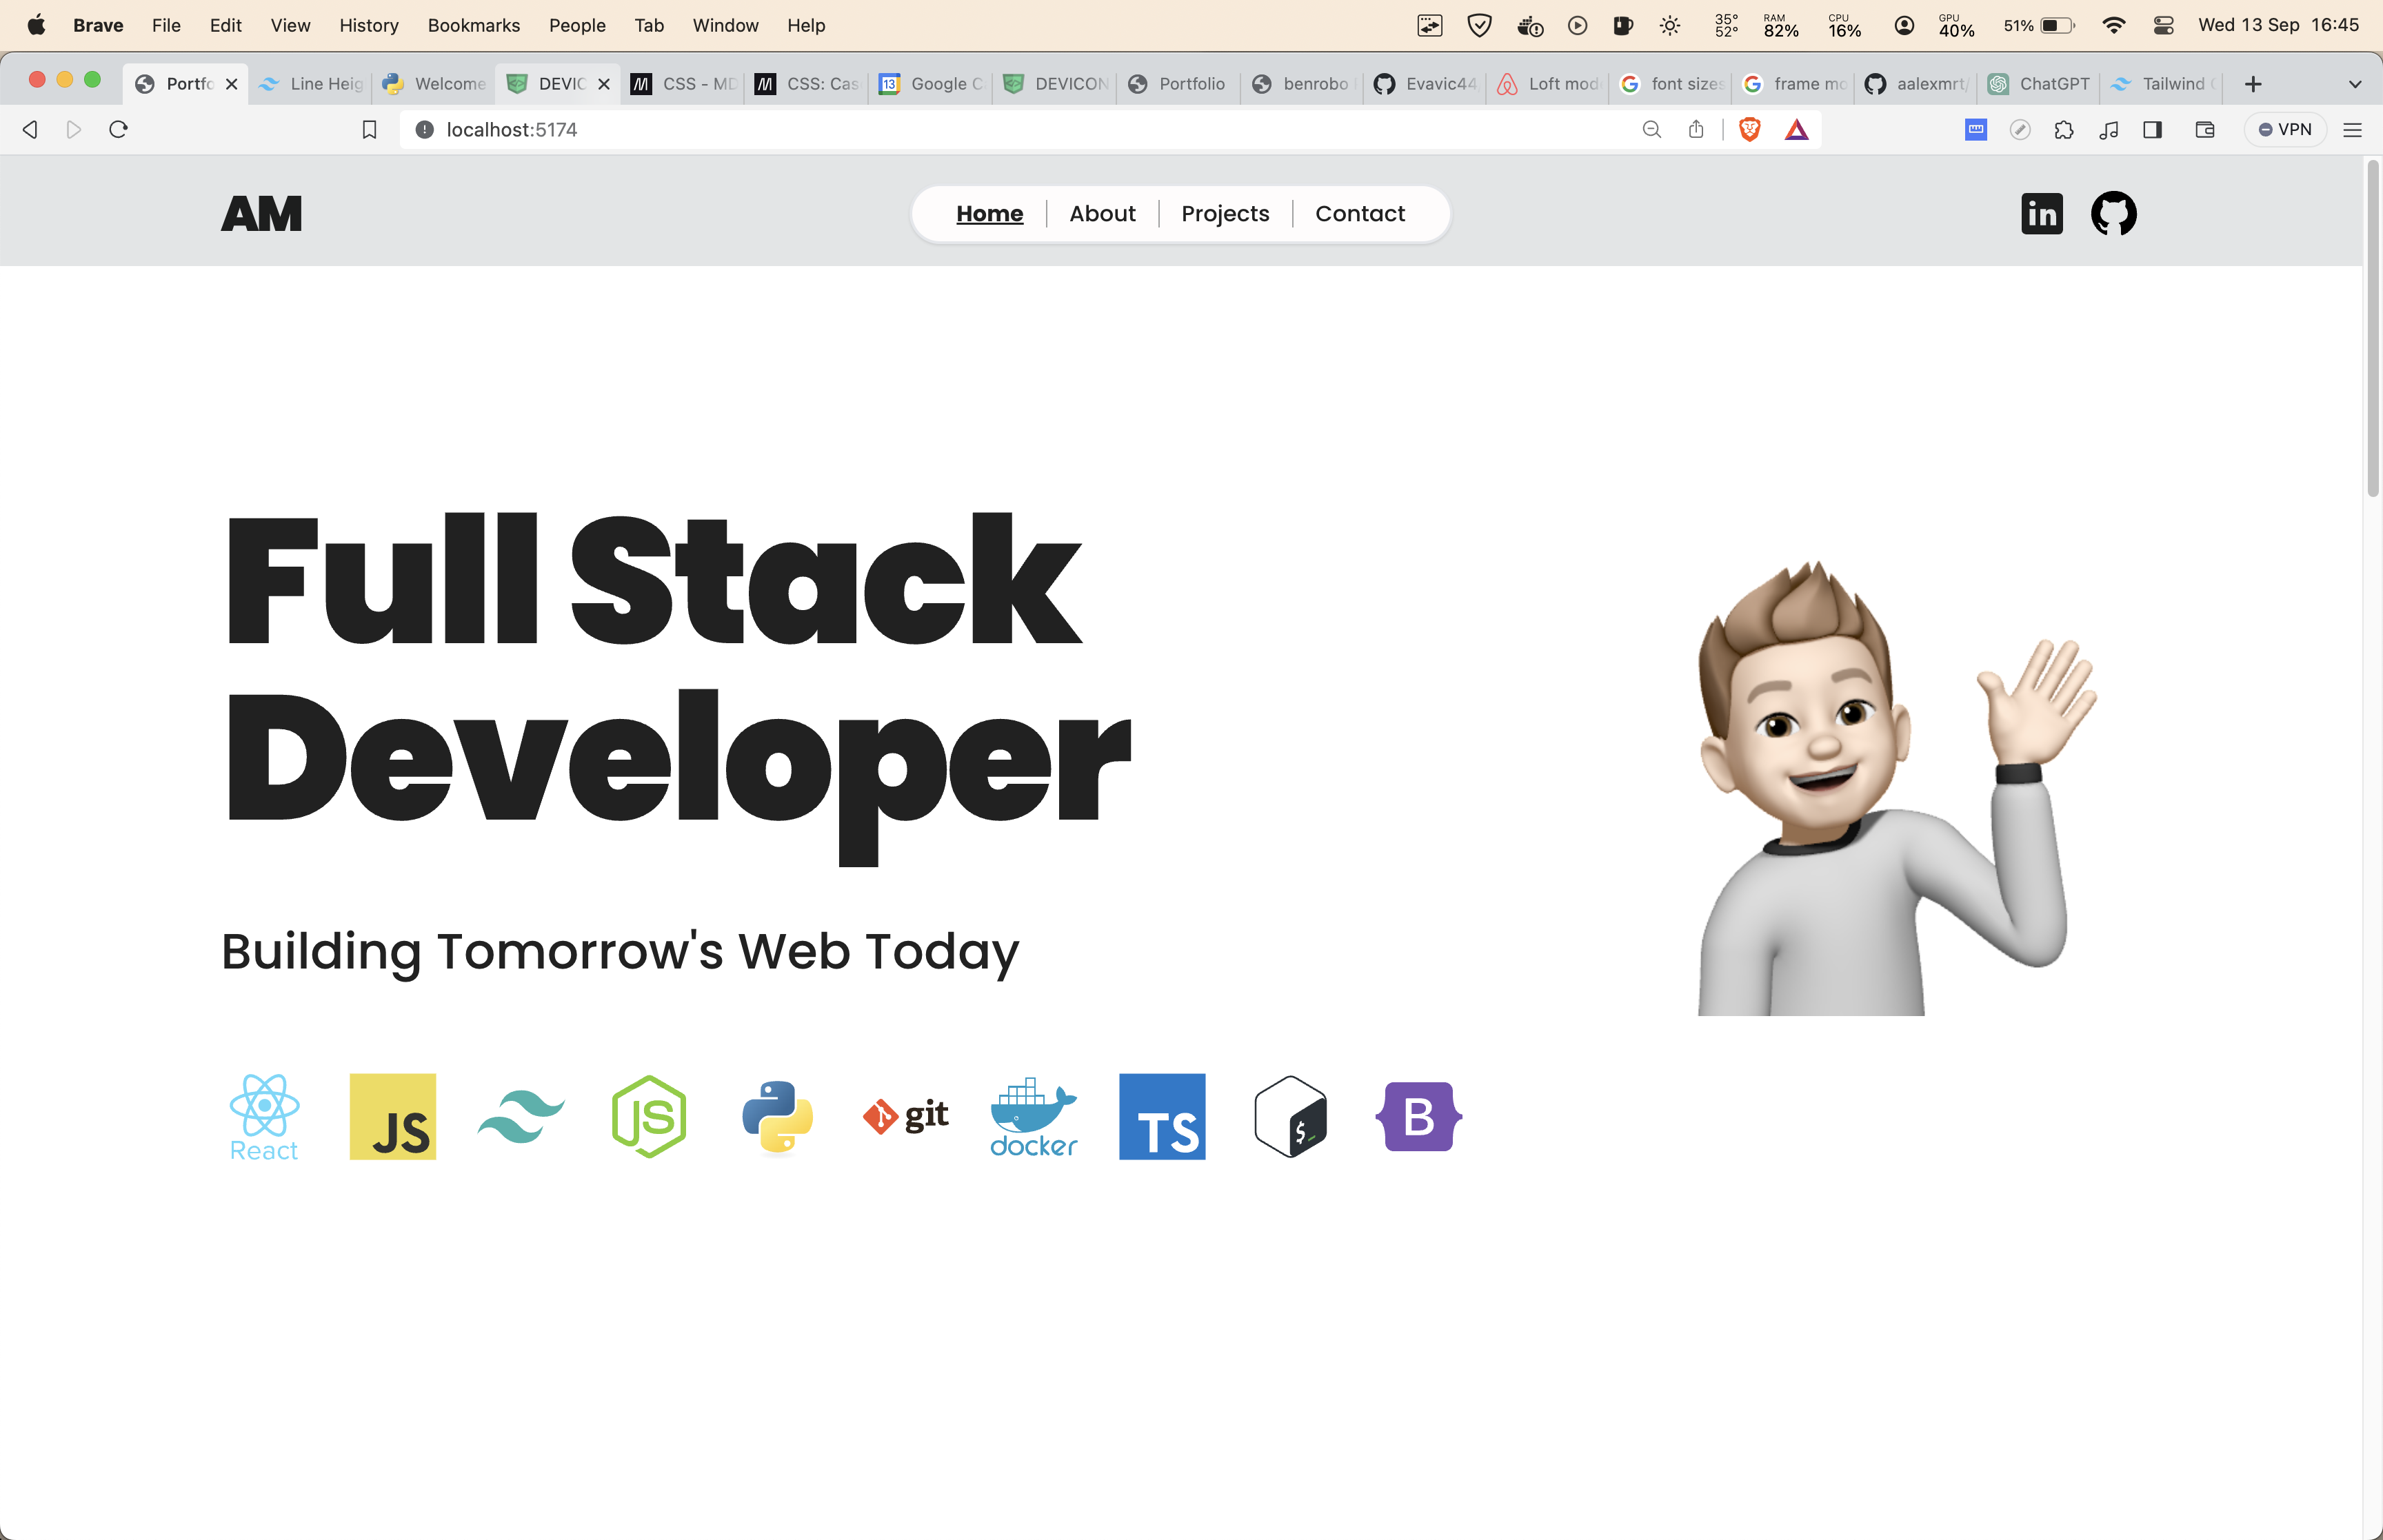 Brave File Edit View History Bookmarks People Tab Window Help 35° 52° RAM 82% CPU 16% GPU 40% 51% Wed 13 Sep 16:45
Portfo Line Heig Welcome DEVIC CSS - MD CSS: Cas 13 Google C DEVICON Portfolio benrobo Evavic44 Loft mod font sizes frame mo aalexmrt/ ChatGPT Tailwind
localhost:5174 VPN
AM Home About Projects Contact in
Full Stack
Developer
Building Tomorrow's Web Today
React JS JS git docker TS $_ B